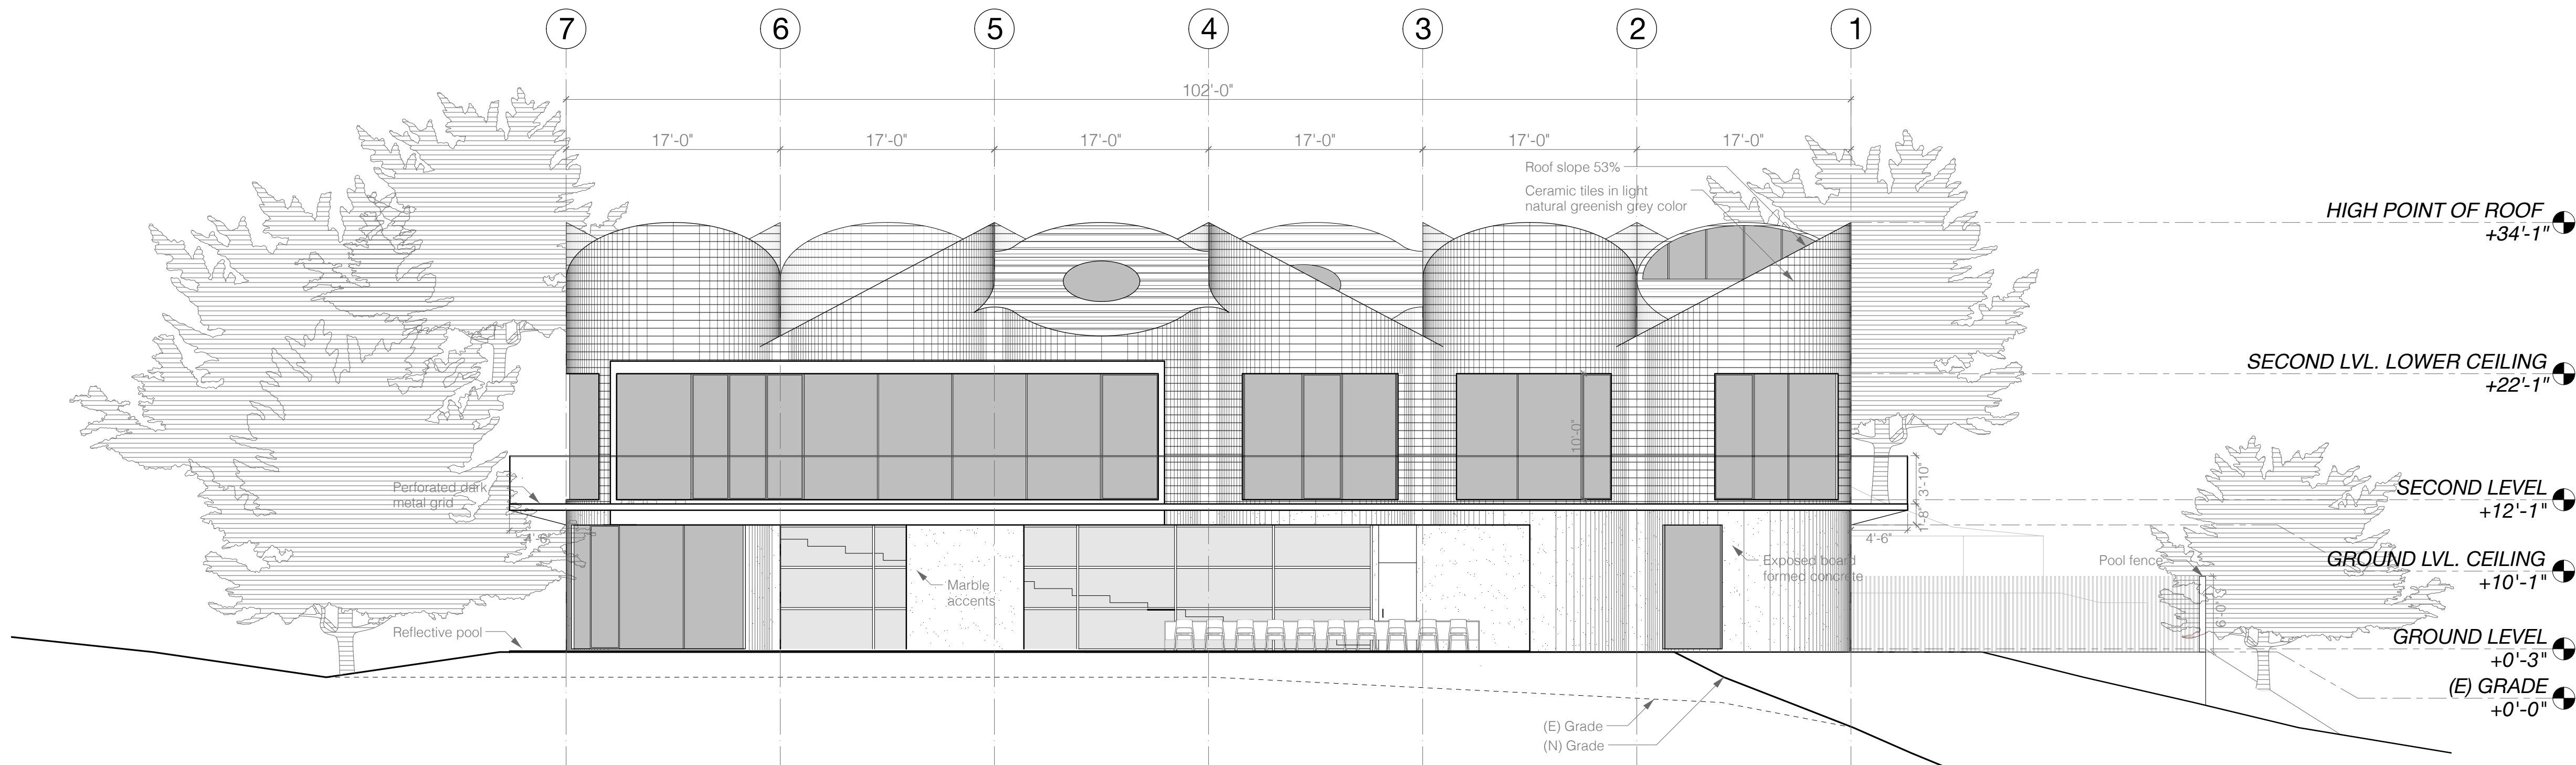 7 6 5 4 3 2 1
102'-0"
17'-0" 17'-0" 17'-0" 17'-0" 17'-0" 17'-0"
Roof slope 53%
Ceramic tiles in light
natural greenish grey color
HIGH POINT OF ROOF
+34'-1"
SECOND LVL. LOWER CEILING
+22'-1"
10'-0"
3'-10"
Perforated dark
metal grid
SECOND LEVEL
+12'-1"
1'-8"
4'-6"
4'-6"
Exposed board
formed concrete
Pool fence
GROUND LVL. CEILING
+10'-1"
Marble
accents
6'-0"
Reflective pool
GROUND LEVEL
+0'-3"
(E) GRADE
+0'-0"
(E) Grade
(N) Grade